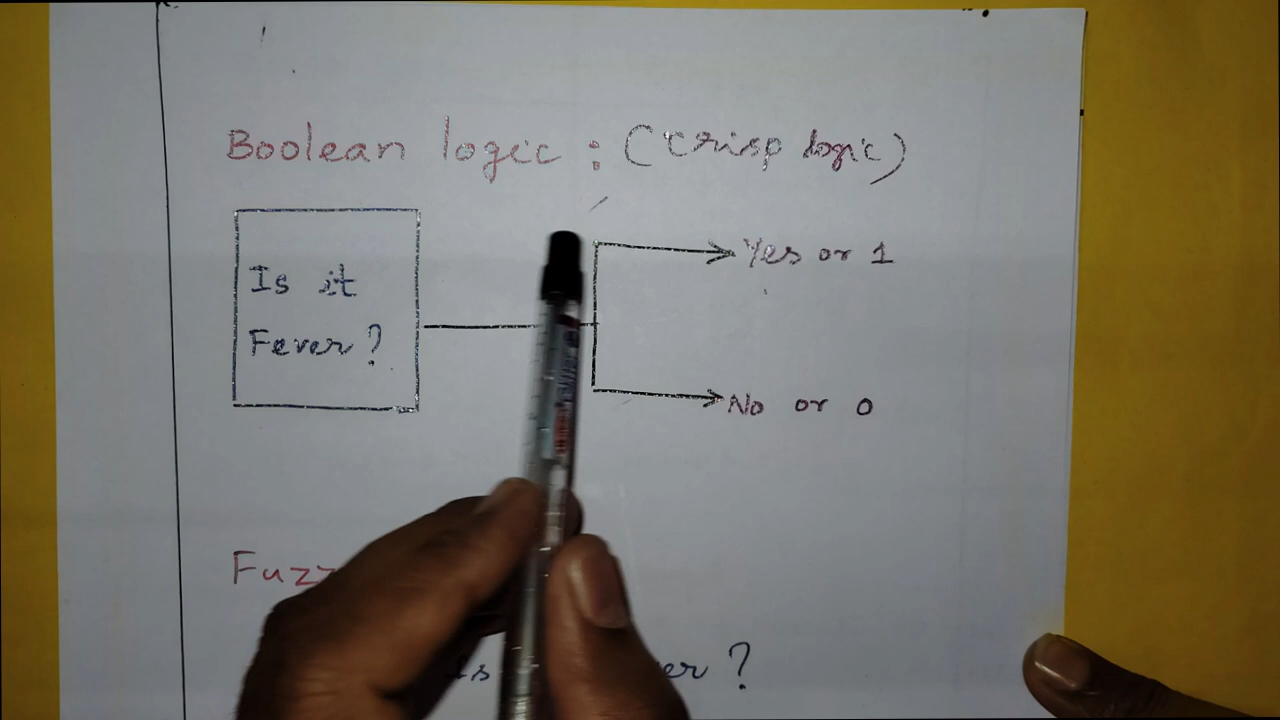 Boolean logic : (Crisp logic)
Is it
Fever ?
Yes or 1
No or 0